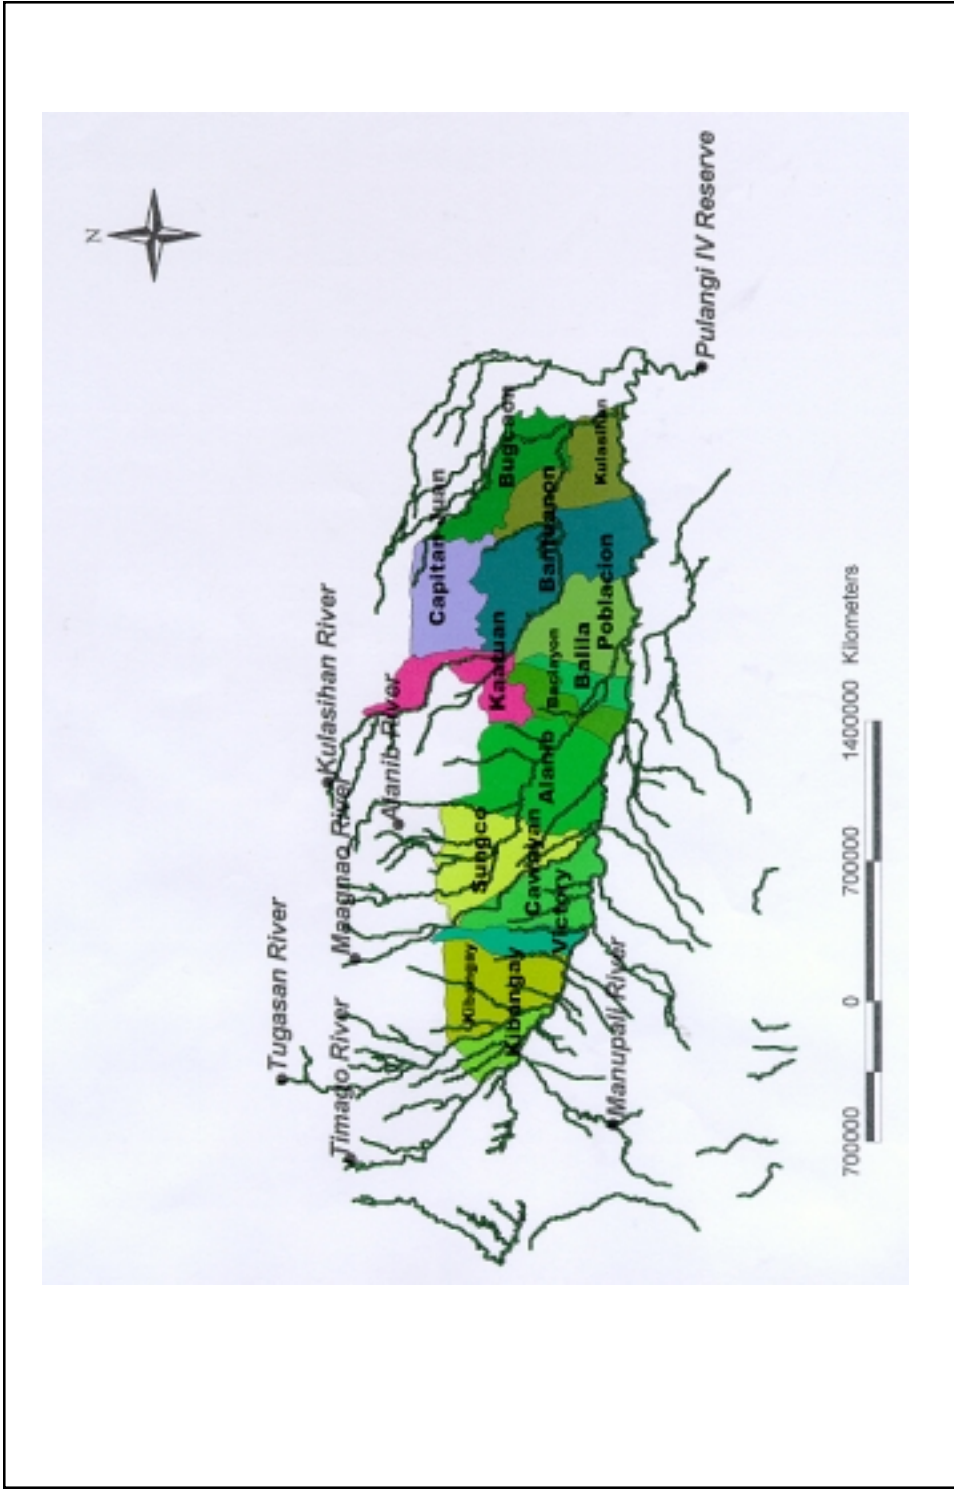 N
Pulangi IV Reserve
Kulasihan River
Alanib River
Maagnao River
Tugasan River
Timago River
Manupali River
Bugcaon
Kulasihan
Capitan Juan
Bantuanon
Poblacion
Kaatuan
Baclayon
Balila
Alanib
Sungco
Cawayan
Victory
Kibangay
Kibangay
700000 0 700000 1400000 Kilometers